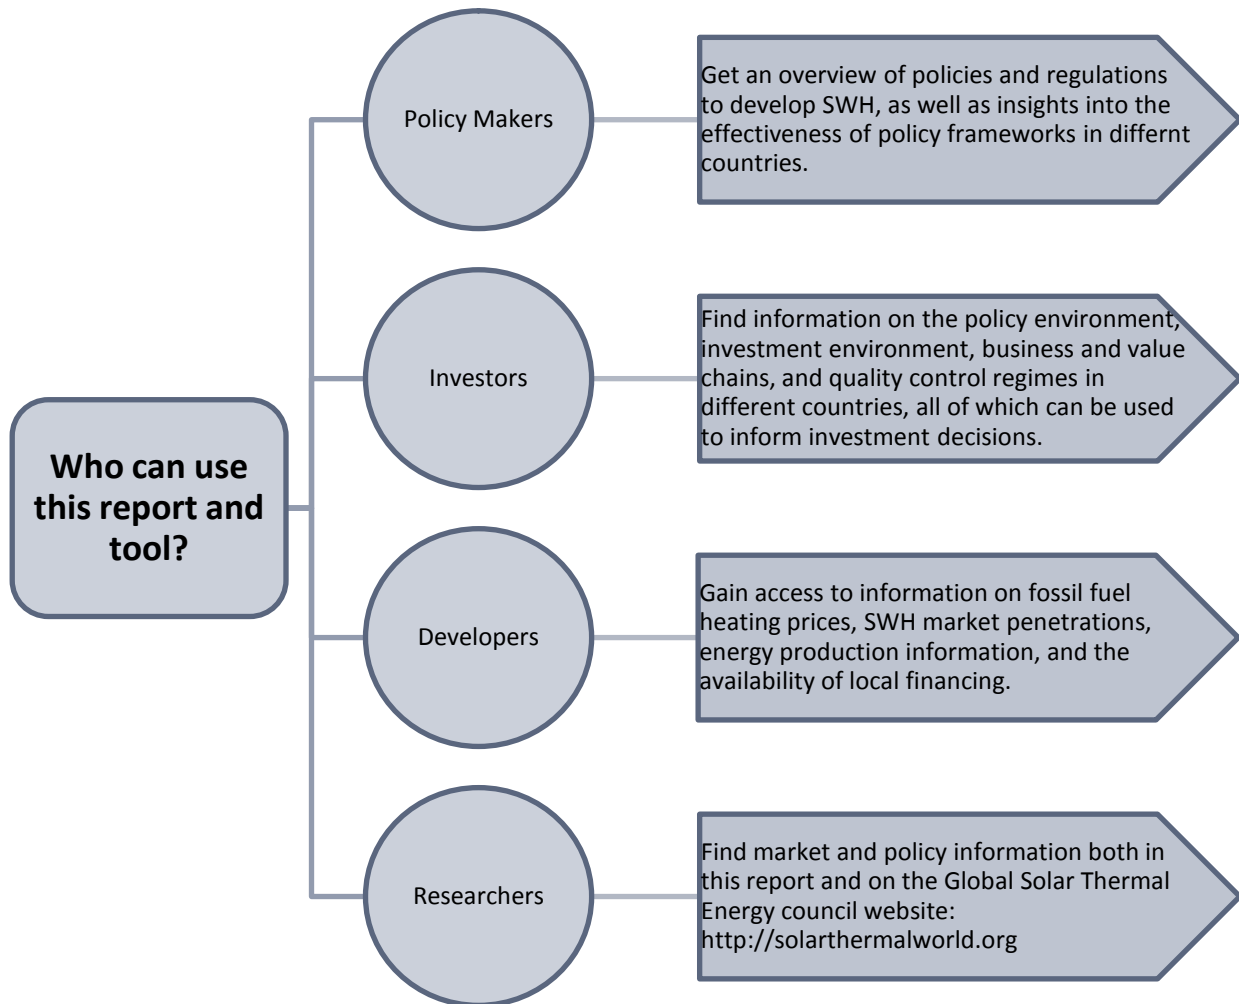 Who can use
this report and
tool?
Policy Makers
Get an overview of policies and regulations
to develop SWH, as well as insights into the
effectiveness of policy frameworks in differnt
countries.
Investors
Find information on the policy environment,
investment environment, business and value
chains, and quality control regimes in
different countries, all of which can be used
to inform investment decisions.
Developers
Gain access to information on fossil fuel
heating prices, SWH market penetrations,
energy production information, and the
availability of local financing.
Researchers
Find market and policy information both in
this report and on the Global Solar Thermal
Energy council website:
http://solarthermalworld.org